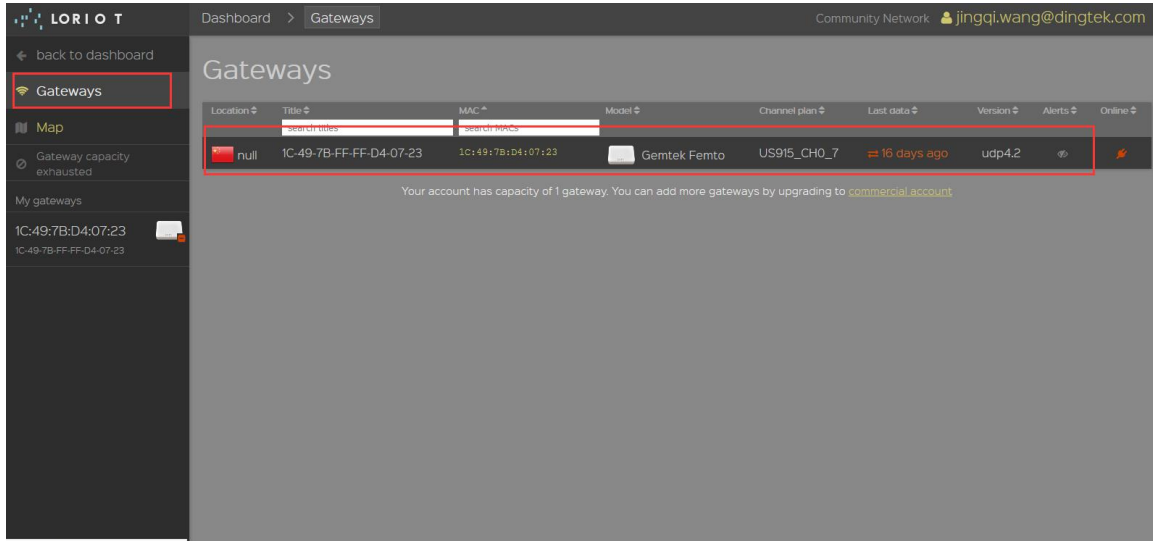 LORIOT
Dashboard > Gateways
Community Network jingqi.wang@dingtek.com
back to dashboard
Gateways
Map
Gateway capacity
exhausted
My gateways
1C:49:7B:D4:07:23
1C-49-7B-FF-FF-D4-07-23
Gateways
Location Title MAC Model Channel plan Last data Version Alerts Online
search titles search MACs
null 1C-49-7B-FF-FF-D4-07-23 1C:49:7B:D4:07:23 Gemtek Femto US915_CH0_7 16 days ago udp4.2
Your account has capacity of 1 gateway. You can add more gateways by upgrading to commercial account